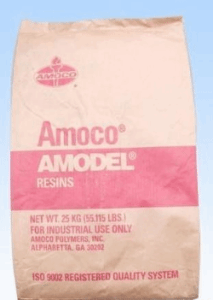 AMOCO
Amoco®
AMODEL®
RESINS
NET WT. 25 KG (55.115 LBS.)
FOR INDUSTRIAL USE ONLY
AMOCO POLYMERS, INC.
ALPHARETTA, GA 30202
ISO 9002 REGISTERED QUALITY SYSTEM